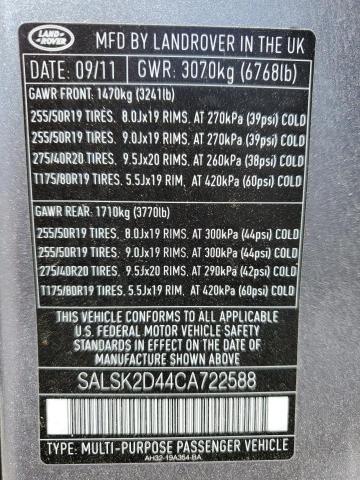 LAND-
ROVER
MFD BY LANDROVER IN THE UK
DATE: 09/11 GWR: 3070kg (6768lb)
GAWR FRONT: 1470kg (3241lb)
255/50R19 TIRES, 8.0Jx19 RIMS, AT 270kPa (39psi) COLD
255/50R19 TIRES, 9.0Jx19 RIMS, AT 270kPa (39psi) COLD
275/40R20 TIRES, 9.5Jx20 RIMS, AT 260kPa (38psi) COLD
T175/80R19 TIRES, 5.5Jx19 RIM, AT 420kPa (60psi) COLD
GAWR REAR: 1710kg (3770lb)
255/50R19 TIRES, 8.0Jx19 RIMS, AT 300kPa (44psi) COLD
255/50R19 TIRES, 9.0Jx19 RIMS, AT 300kPa (44psi) COLD
275/40R20 TIRES, 9.5Jx20 RIMS, AT 290kPa (42psi) COLD
T175/80R19 TIRES, 5.5Jx19 RIM, AT 420kPa (60psi) COLD
THIS VEHICLE CONFORMS TO ALL APPLICABLE
U.S. FEDERAL MOTOR VEHICLE SAFETY
STANDARDS IN EFFECT ON THE DATE OF
MANUFACTURE SHOWN ABOVE
SALSK2D44CA722588
TYPE: MULTI-PURPOSE PASSENGER VEHICLE
AH32-19A364-BA